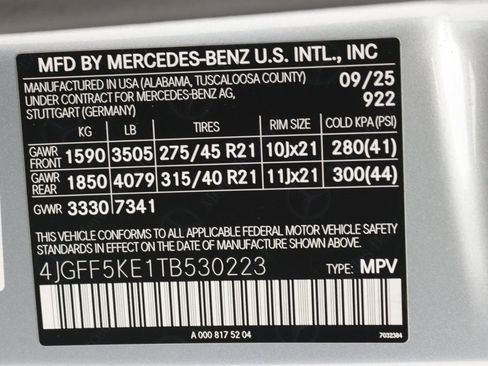 MFD BY MERCEDES-BENZ U.S. INTL., INC
MANUFACTURED IN USA (ALABAMA, TUSCALOOSA COUNTY)
UNDER CONTRACT FOR MERCEDES-BENZ AG,
STUTTGART (GERMANY)
09/25
922
KG LB TIRES RIM SIZE COLD KPA(PSI)
GAWR FRONT 1590 3505 275/45 R21 10Jx21 280(41)
GAWR REAR 1850 4079 315/40 R21 11Jx21 300(44)
GVWR 3330 7341
THIS VEHICLE CONFORMS TO ALL APPLICABLE FEDERAL MOTOR VEHICLE SAFETY
STANDARDS IN EFFECT ON THE DATE OF MANUFACTURE SHOWN ABOVE.
4JGFF5KE1TB530223 TYPE: MPV
A 000 817 52 04
7032384